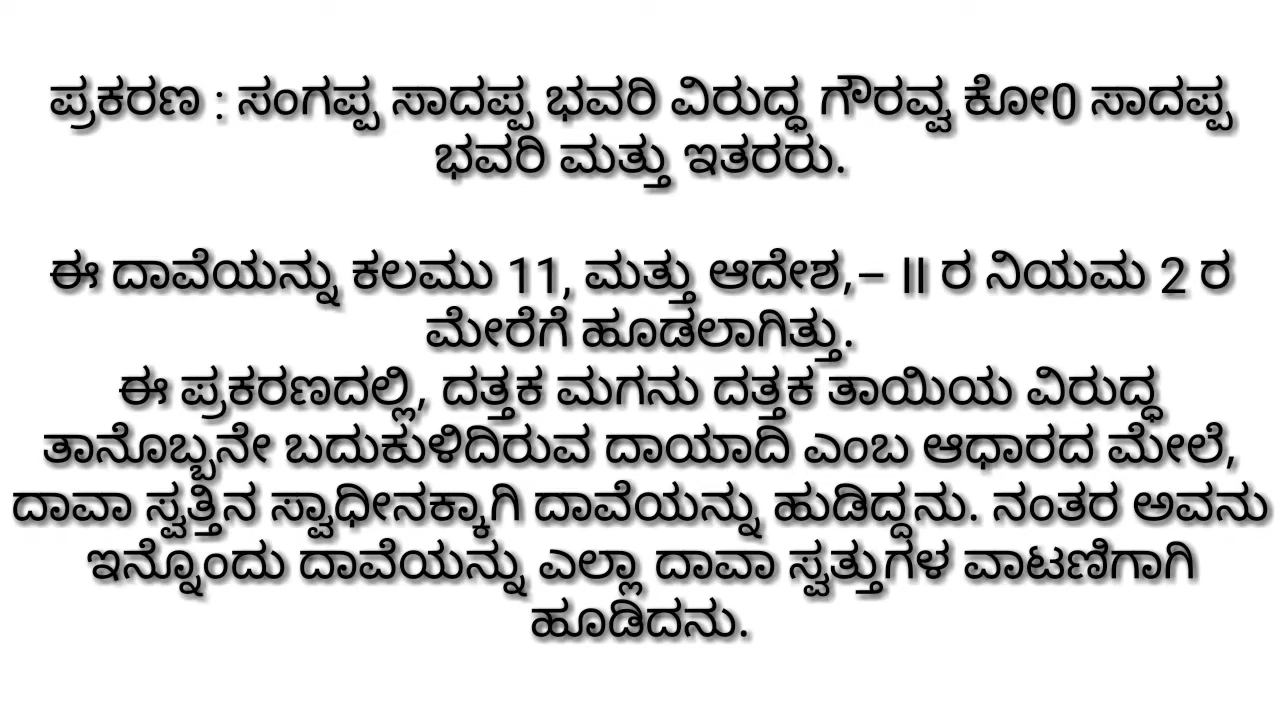 ಪ್ರಕರಣ : ಸಂಗಪ್ಪ ಸಾದಪ್ಪ ಭವರಿ ವಿರುದ್ಧ ಗೌರವ್ವ ಕೋ0 ಸಾದಪ್ಪ
ಭವರಿ ಮತ್ತು ಇತರರು.
ಈ ದಾವೆಯನ್ನು ಕಲಮು 11, ಮತ್ತು ಆದೇಶ,– II ರ ನಿಯಮ 2 ರ
ಮೇರೆಗೆ ಹೂಡಲಾಗಿತ್ತು.
ಈ ಪ್ರಕರಣದಲ್ಲಿ, ದತ್ತಕ ಮಗನು ದತ್ತಕ ತಾಯಿಯ ವಿರುದ್ಧ
ತಾನೊಬ್ಬನೇ ಬದುಕುಳಿದಿರುವ ದಾಯಾದಿ ಎಂಬ ಆಧಾರದ ಮೇಲೆ,
ದಾವಾ ಸ್ವತ್ತಿನ ಸ್ವಾಧೀನಕ್ಕಾಗಿ ದಾವೆಯನ್ನು ಹುಡಿದ್ದನು. ನಂತರ ಅವನು
ಇನ್ನೊಂದು ದಾವೆಯನ್ನು ಎಲ್ಲಾ ದಾವಾ ಸ್ವತ್ತುಗಳ ವಾಟಣಿಗಾಗಿ
ಹೂಡಿದನು.